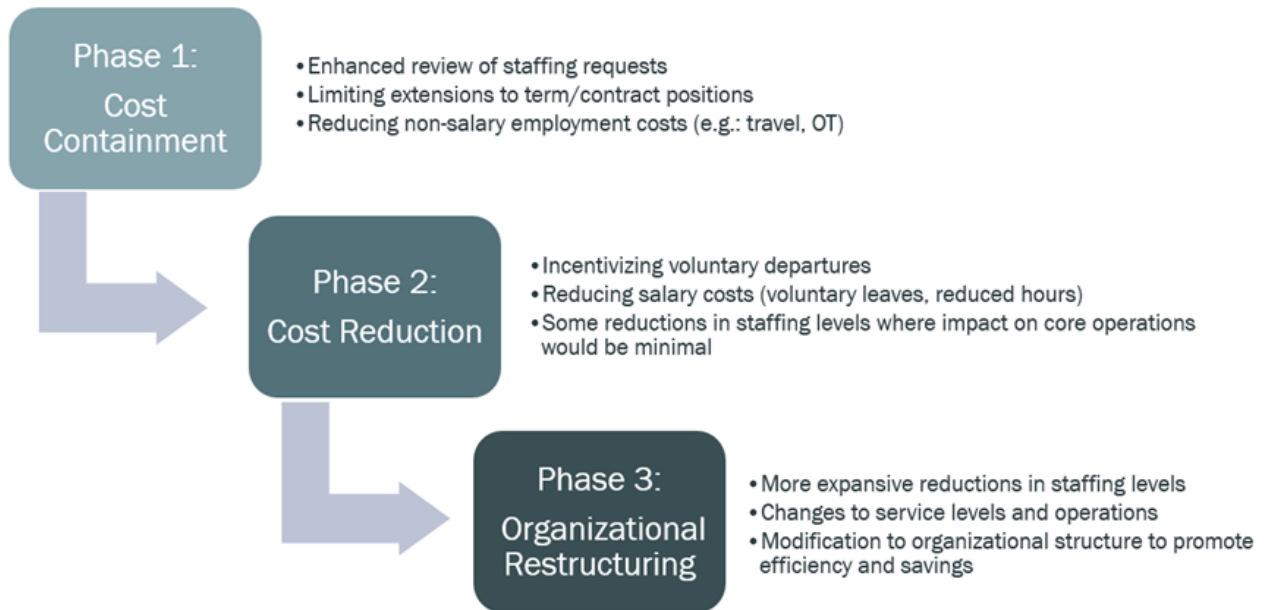 Phase 1:
Cost
Containment
•Enhanced review of staffing requests
•Limiting extensions to term/contract positions
•Reducing non-salary employment costs (e.g.: travel, OT)
Phase 2:
Cost Reduction
•Incentivizing voluntary departures
•Reducing salary costs (voluntary leaves, reduced hours)
•Some reductions in staffing levels where impact on core operations
would be minimal
Phase 3:
Organizational
Restructuring
•More expansive reductions in staffing levels
•Changes to service levels and operations
•Modification to organizational structure to promote
efficiency and savings